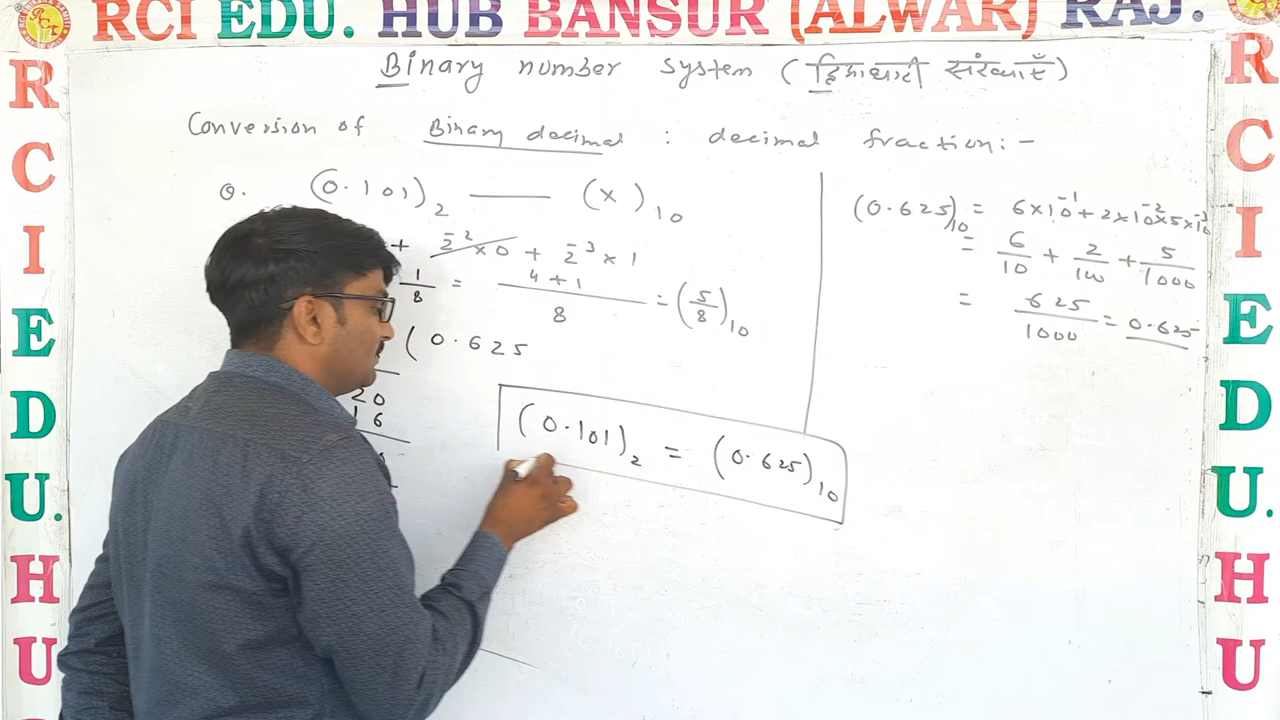 RCI EDU. HUB BANSUR (ALWAR) RAJ.
R
C
I
E
D
U.
H
U
Binary number system (द्विआधारी संख्याएँ)
Conversion of Binary decimal : decimal fraction:-
Q. (0.101)₂ —— (x)₁₀
+ 2⁻²×0 + 2⁻³×1
1/8 = 4+1/8 = (5/8)₁₀
( 0.625
20
16
(0.101)₂ = (0.625)₁₀
(0.625)₁₀ = 6×10⁻¹+2×10⁻²×5×10⁻³
= 6/10 + 2/100 + 5/1000
= 625/1000 = 0.625
R
C
I
E
D
U.
H
U